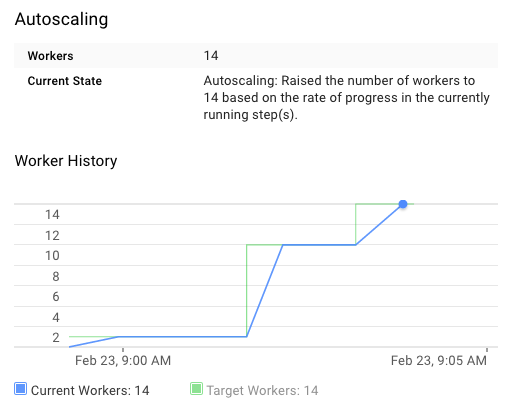 Autoscaling
Workers 14
Current State Autoscaling: Raised the number of workers to
14 based on the rate of progress in the currently
running step(s).
Worker History
14
12
10
8
6
4
2
Feb 23, 9:00 AM Feb 23, 9:05 AM
Current Workers: 14 Target Workers: 14